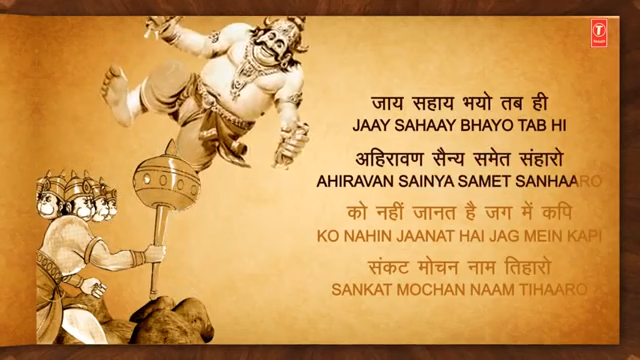 T
जाय सहाय भयो तब ही
JAAY SAHAAY BHAYO TAB HI
अहिरावण सैन्य समेत संहारो
AHIRAVAN SAINYA SAMET SANHAARO
को नहीं जानत है जग में कपि
KO NAHIN JAANAT HAI JAG MEIN KAPI
संकट मोचन नाम तिहारो
SANKAT MOCHAN NAAM TIHAARO